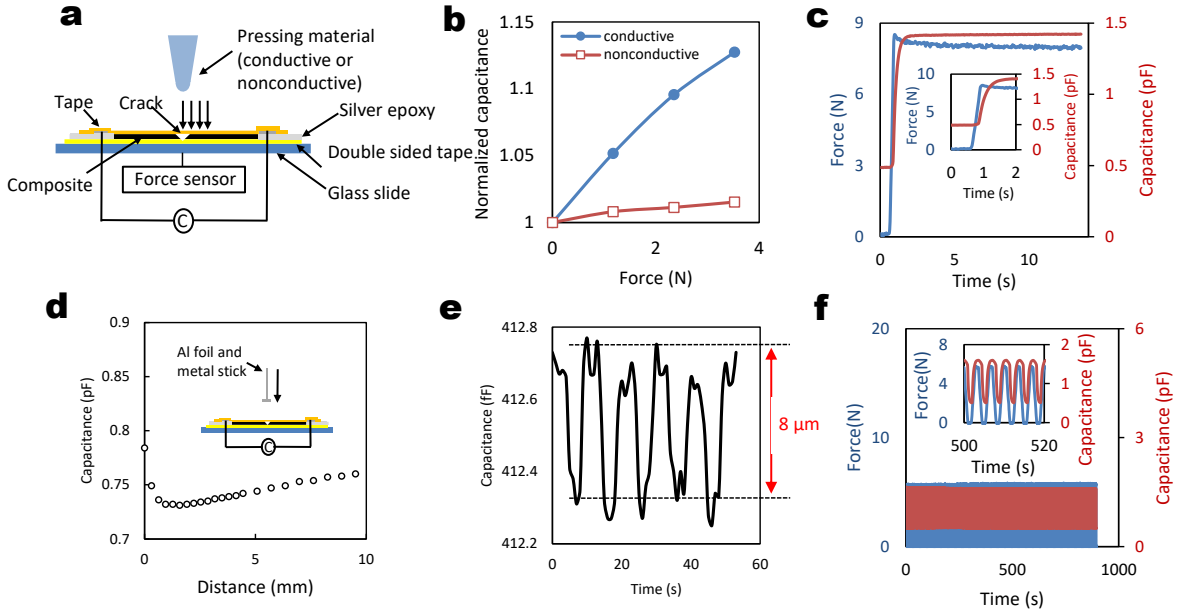 a
Pressing material
(conductive or
nonconductive)
Tape
Crack
Silver epoxy
Double sided tape
Composite
Force sensor
Glass slide
C
b
Normalized capacitance
1.15
1.1
1.05
1
conductive
nonconductive
0
2
4
Force (N)
c
Force (N)
9
6
3
0
Capacitance (pF)
1.5
1
0.5
0
0
5
10
Time (s)
Force (N)
10
5
0
Capacitance (pF)
1.5
1.0
0.5
0
0
1
2
Time (s)
d
Capacitance (pF)
0.9
0.85
0.8
0.75
0.7
Al foil and
metal stick
C
0
5
10
Distance (mm)
e
Capacitance (fF)
412.8
412.6
412.4
412.2
8 μm
0
20
40
60
Time (s)
f
Force(N)
20
10
0
Capacitance (pF)
6
3
0
0
500
1000
Time (s)
Force(N)
8
4
0
Capacitance (pF)
2
1
0
500
520
Time (s)